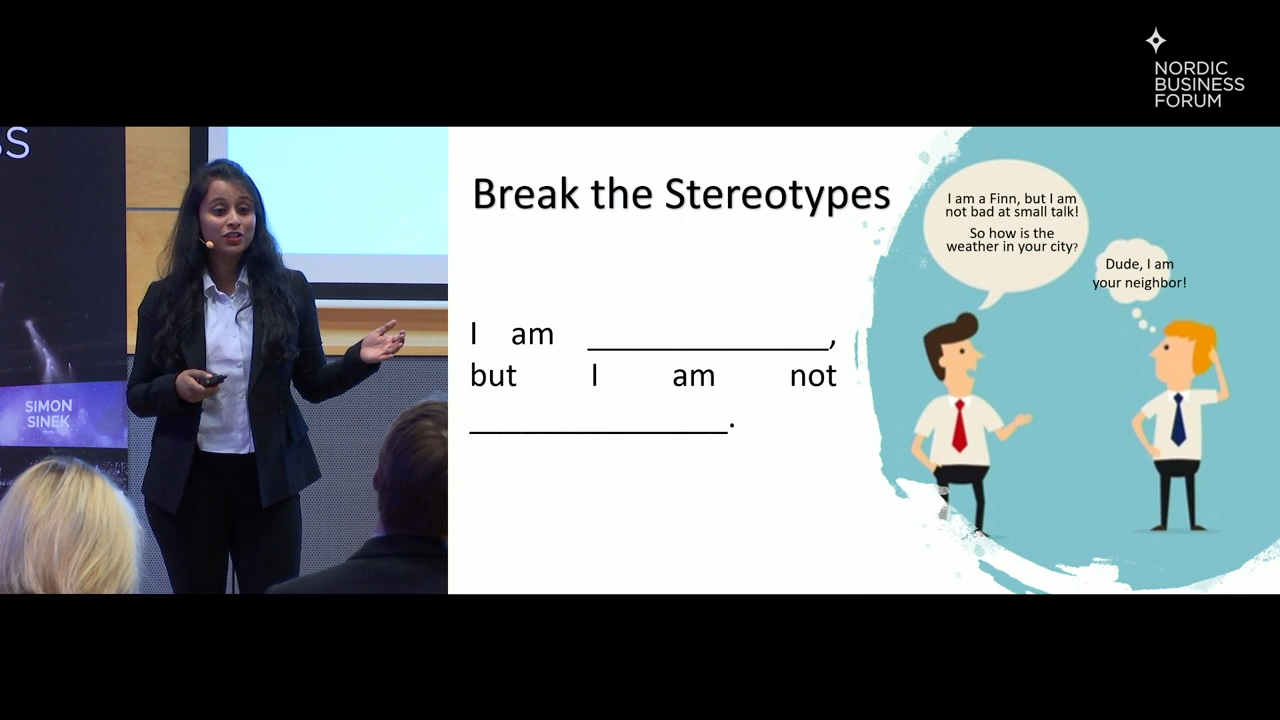 NORDIC
BUSINESS
FORUM
SIMON
SINEK
Break the Stereotypes
I am ______________,
but I am not
_______________.
I am a Finn, but I am
not bad at small talk!
So how is the
weather in your city?
Dude, I am
your neighbor!